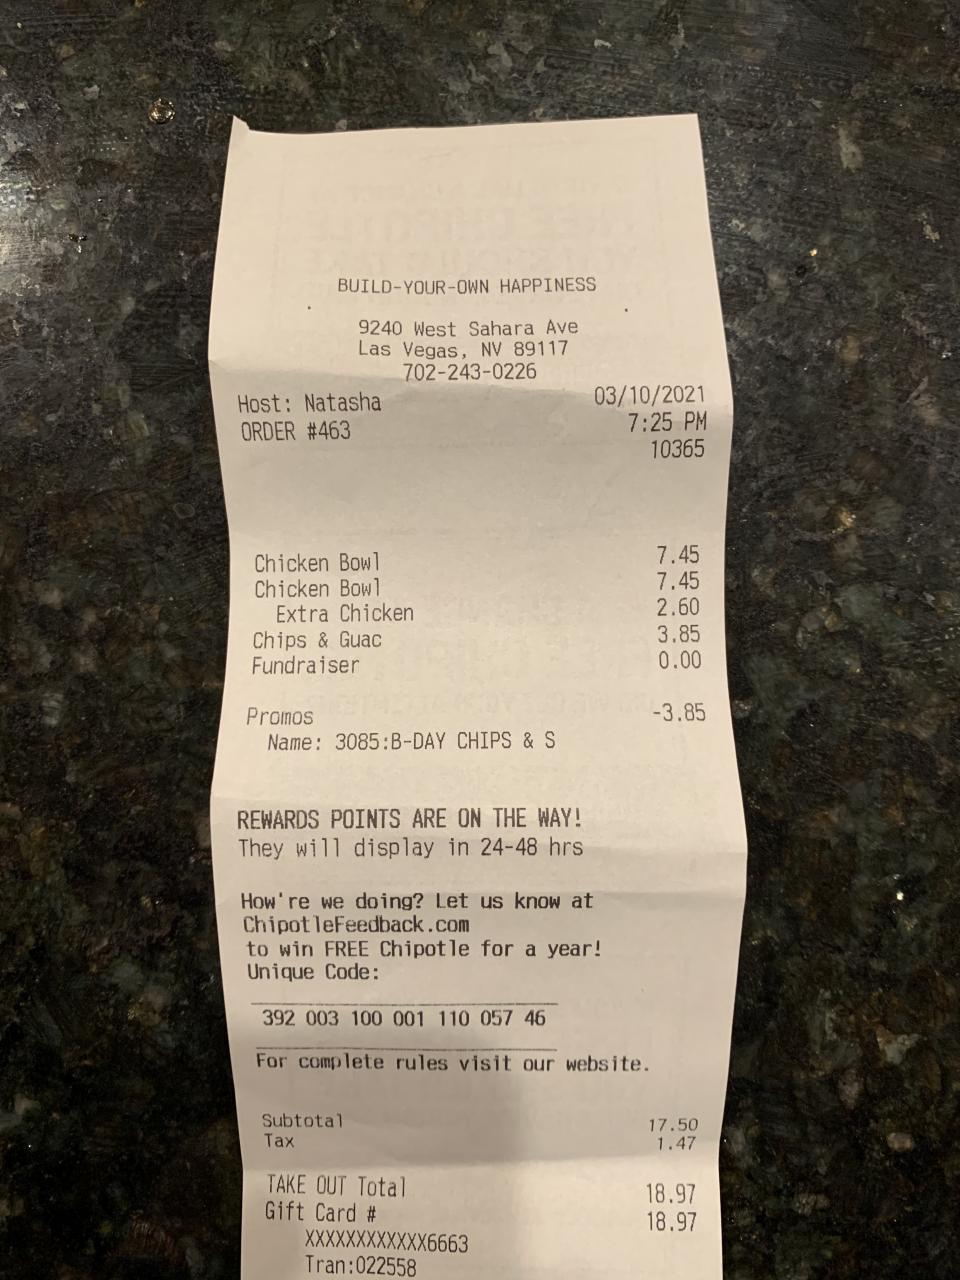 BUILD-YOUR-OWN HAPPINESS
9240 West Sahara Ave
Las Vegas, NV 89117
702-243-0226
Host: Natasha 03/10/2021
ORDER #463 7:25 PM
10365
Chicken Bowl 7.45
Chicken Bowl 7.45
Extra Chicken 2.60
Chips & Guac 3.85
Fundraiser 0.00
Promos -3.85
Name: 3085:B-DAY CHIPS & S
REWARDS POINTS ARE ON THE WAY!
They will display in 24-48 hrs
How're we doing? Let us know at
ChipotleFeedback.com
to win FREE Chipotle for a year!
Unique Code:
392 003 100 001 110 057 46
For complete rules visit our website.
Subtotal 17.50
Tax 1.47
TAKE OUT Total 18.97
Gift Card # 18.97
XXXXXXXXXXXX6663
Tran:022558